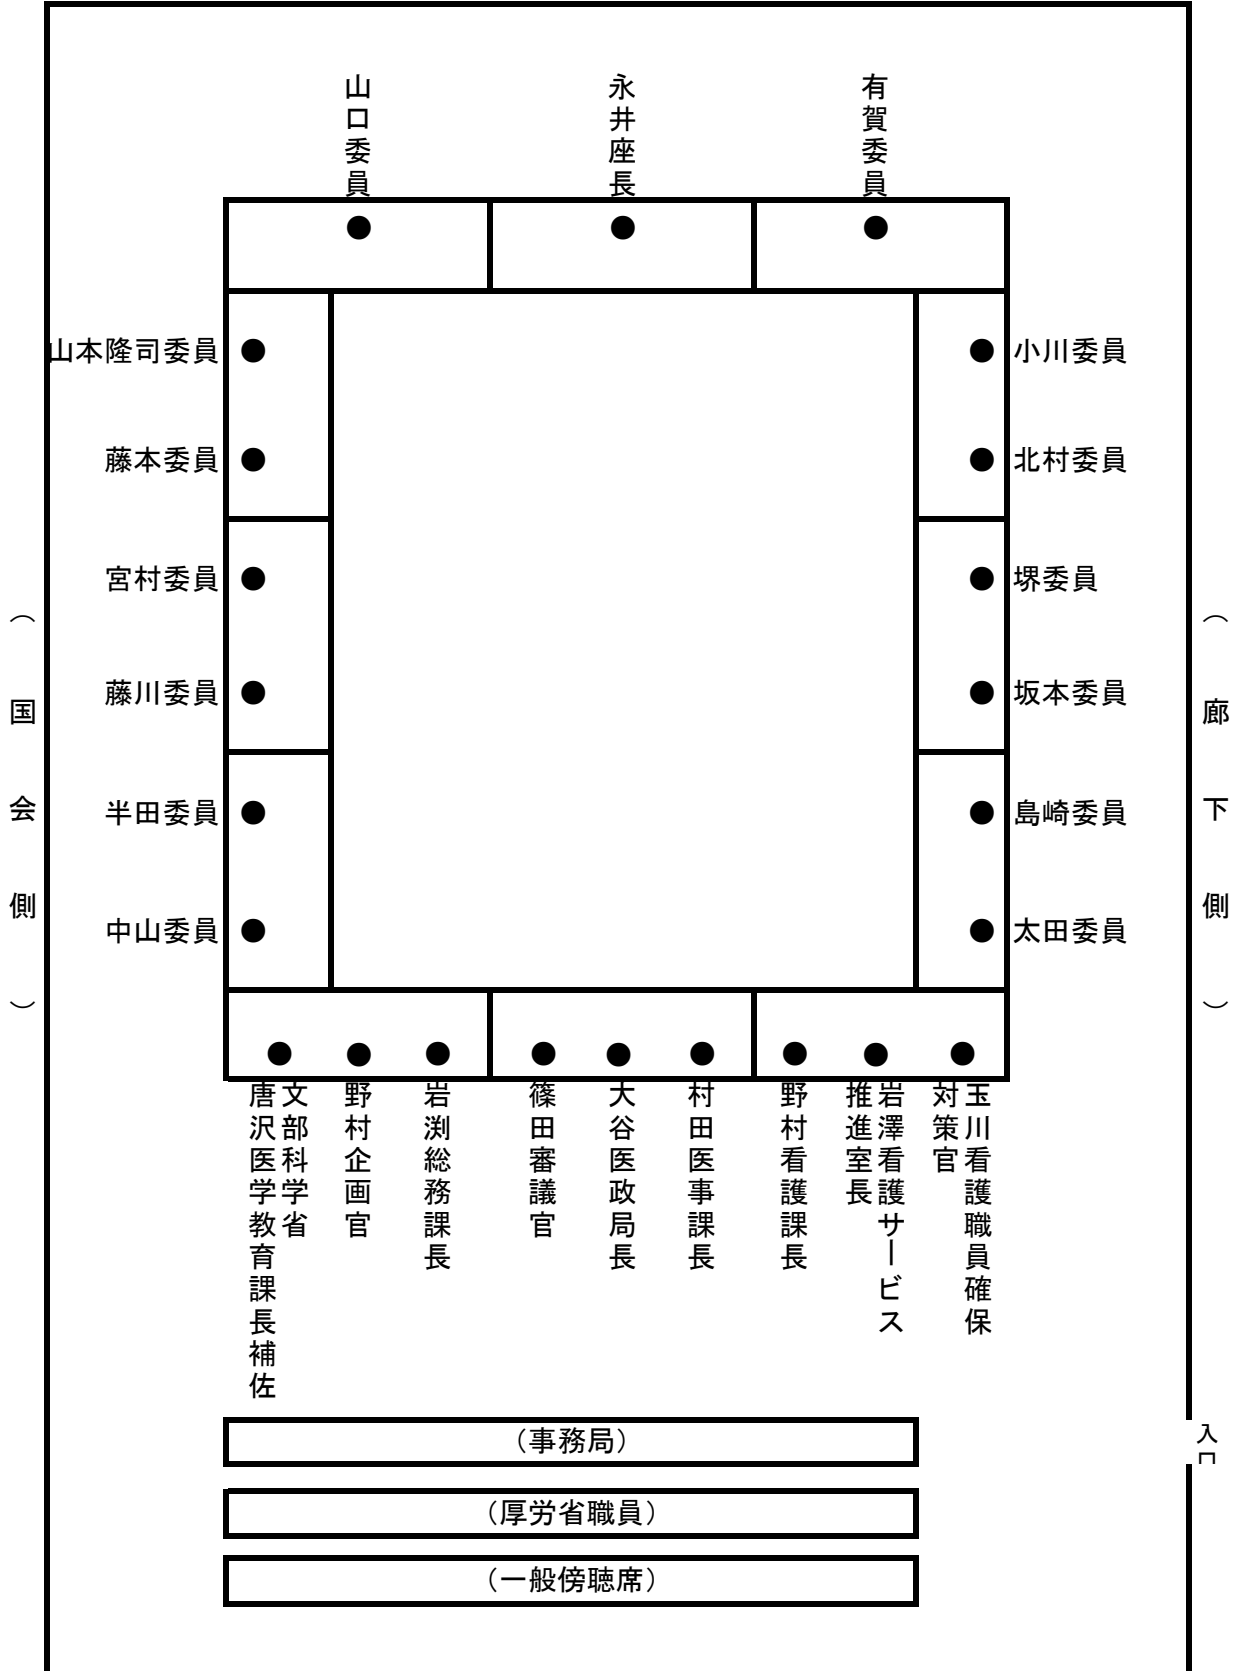 山口委員
永井座長
有賀委員
山本隆司委員
小川委員
藤本委員
北村委員
宮村委員
堺委員
藤川委員
坂本委員
半田委員
島崎委員
中山委員
太田委員
（国会側）
（廊下側）
文部科学省
唐沢医学教育課長補佐
野村企画官
岩渕総務課長
篠田審議官
大谷医政局長
村田医事課長
野村看護課長
岩澤看護サービス
推進室長
玉川看護職員確保
対策官
入口
（事務局）
（厚労省職員）
（一般傍聴席）